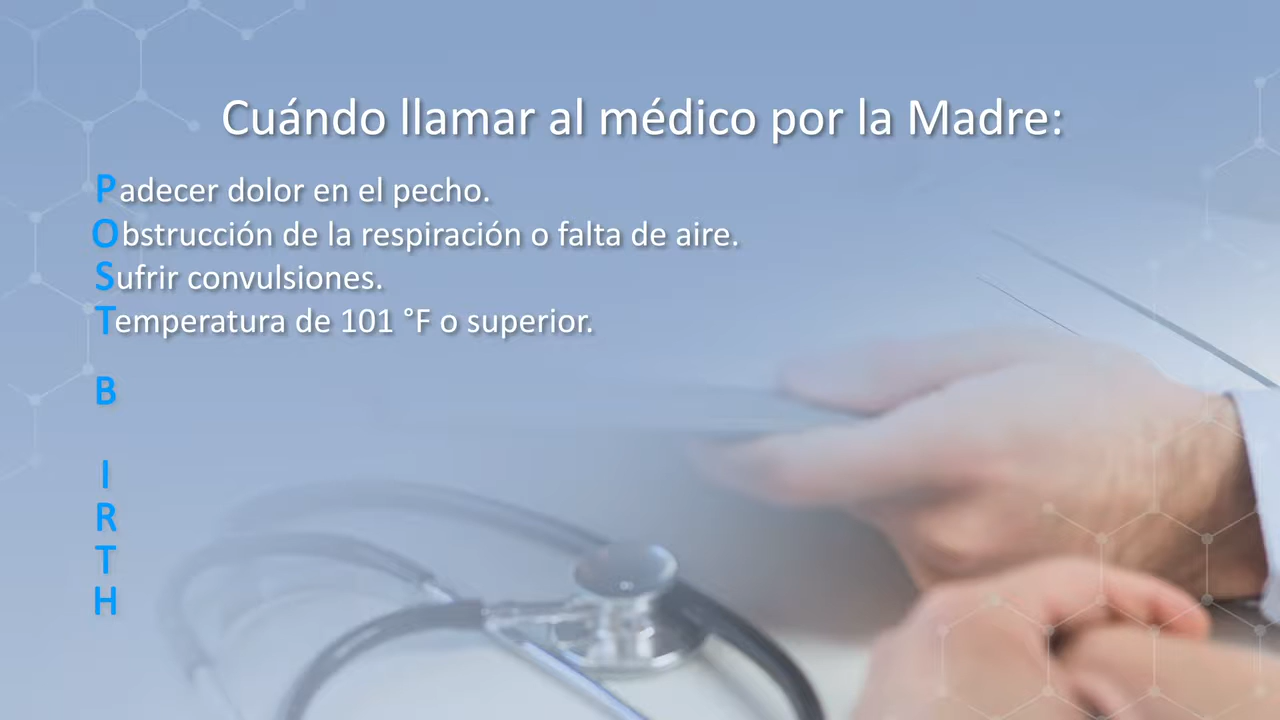 Cuándo llamar al médico por la Madre:
Padecer dolor en el pecho.
Obstrucción de la respiración o falta de aire.
Sufrir convulsiones.
Temperatura de 101 °F o superior.
B
I
R
T
H